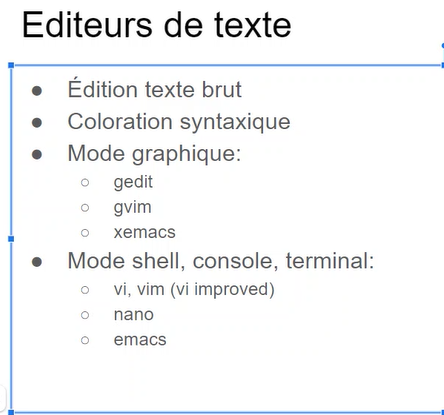 Editeurs de texte
● Édition texte brut
● Coloration syntaxique
● Mode graphique:
○ gedit
○ gvim
○ xemacs
● Mode shell, console, terminal:
○ vi, vim (vi improved)
○ nano
○ emacs